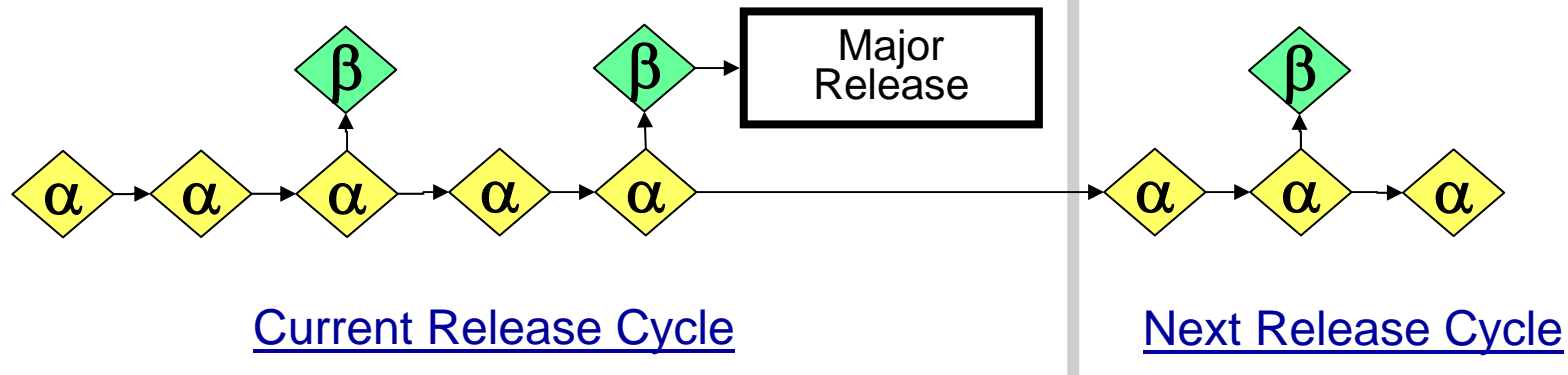 β β Major β
Release
α α α α α α α α
Current Release Cycle Next Release Cycle